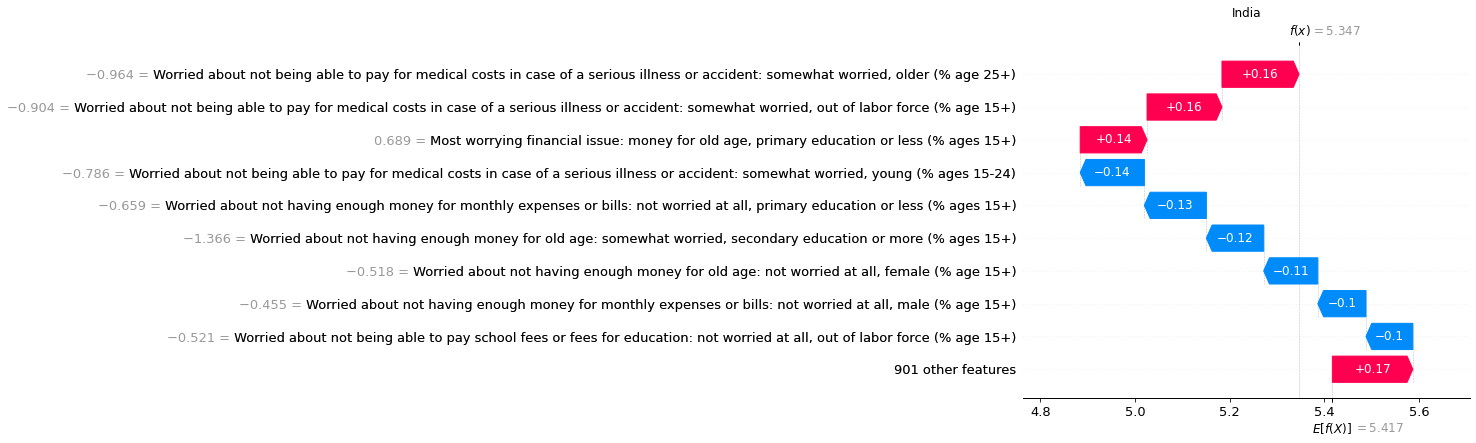 India
f(x) = 5.347
−0.964 = Worried about not being able to pay for medical costs in case of a serious illness or accident: somewhat worried, older (% age 25+)
+0.16
−0.904 = Worried about not being able to pay for medical costs in case of a serious illness or accident: somewhat worried, out of labor force (% age 15+)
+0.16
0.689 = Most worrying financial issue: money for old age, primary education or less (% ages 15+)
+0.14
−0.786 = Worried about not being able to pay for medical costs in case of a serious illness or accident: somewhat worried, young (% ages 15-24)
−0.14
−0.659 = Worried about not having enough money for monthly expenses or bills: not worried at all, primary education or less (% ages 15+)
−0.13
−1.366 = Worried about not having enough money for old age: somewhat worried, secondary education or more (% ages 15+)
−0.12
−0.518 = Worried about not having enough money for old age: not worried at all, female (% age 15+)
−0.11
−0.455 = Worried about not having enough money for monthly expenses or bills: not worried at all, male (% age 15+)
−0.1
−0.521 = Worried about not being able to pay school fees or fees for education: not worried at all, out of labor force (% age 15+)
−0.1
901 other features
+0.17
4.8 5.0 5.2 5.4 5.6
E[f(X)] = 5.417